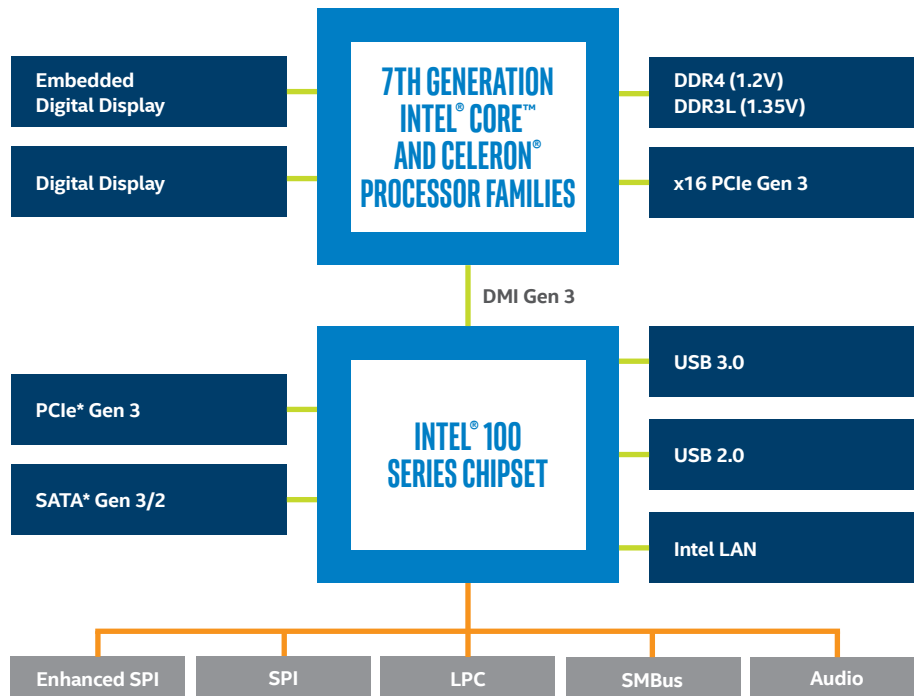 Embedded
Digital Display
Digital Display
7TH GENERATION
INTEL® CORE™
AND CELERON®
PROCESSOR FAMILIES
DDR4 (1.2V)
DDR3L (1.35V)
x16 PCIe Gen 3
DMI Gen 3
PCIe* Gen 3
SATA* Gen 3/2
INTEL® 100
SERIES CHIPSET
USB 3.0
USB 2.0
Intel LAN
Enhanced SPI
SPI
LPC
SMBus
Audio